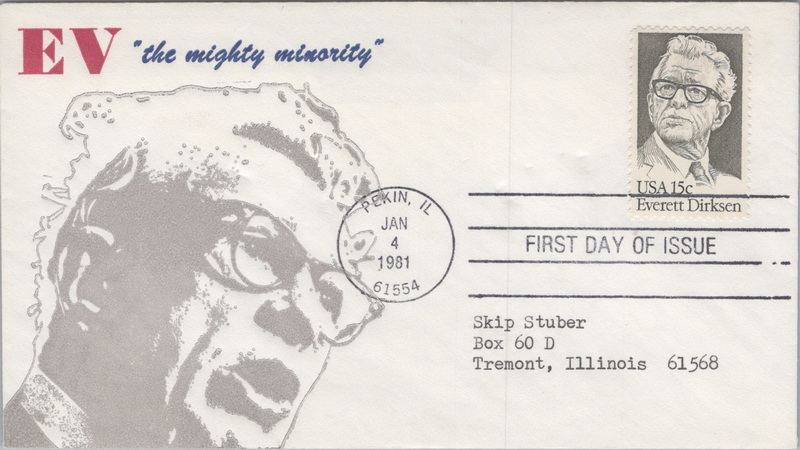 EV "the mighty minority"
USA 15c
Everett Dirksen
PEKIN, IL
JAN
4
1981
61554
FIRST DAY OF ISSUE
Skip Stuber
Box 60 D
Tremont, Illinois 61568